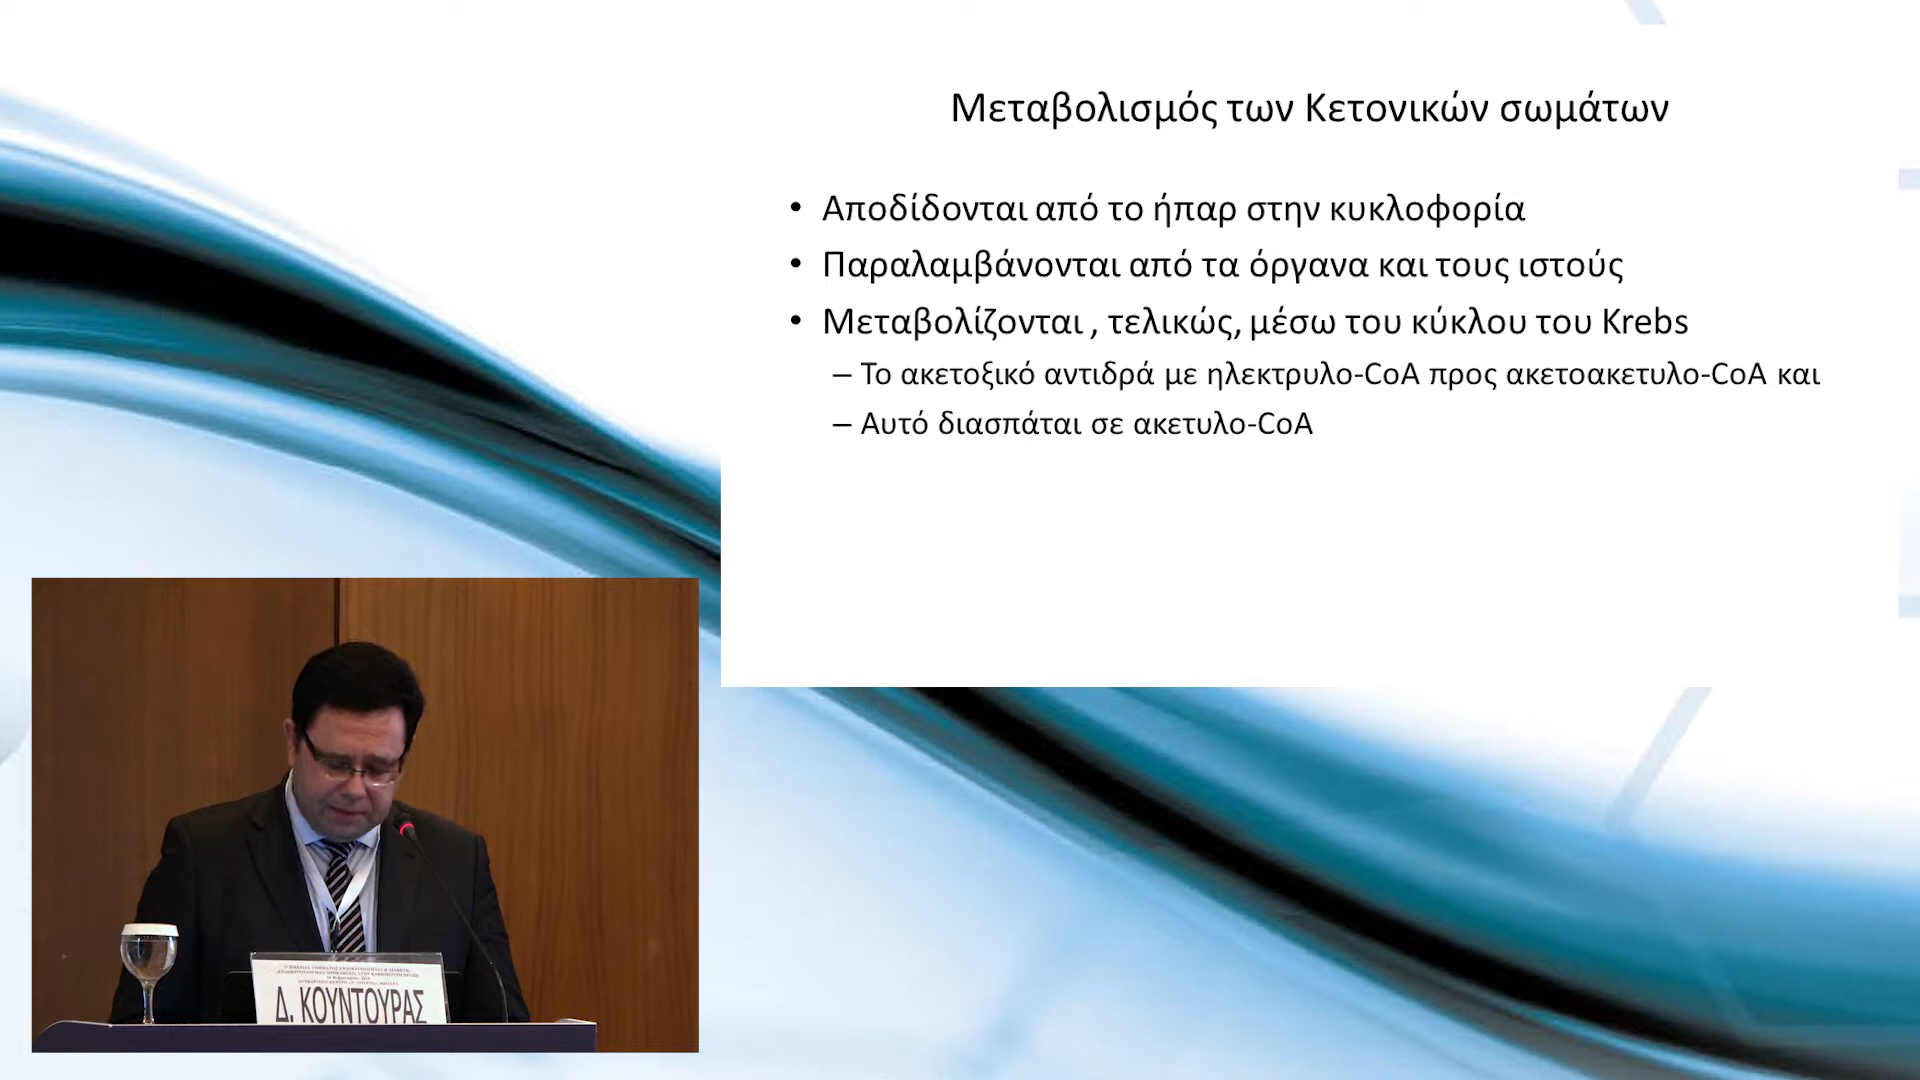 Μεταβολισμός των Κετονικών σωμάτων
• Αποδίδονται από το ήπαρ στην κυκλοφορία
• Παραλαμβάνονται από τα όργανα και τους ιστούς
• Μεταβολίζονται , τελικώς, μέσω του κύκλου του Krebs
– Το ακετοξικό αντιδρά με ηλεκτρυλο-CoA προς ακετοακετυλο-CoA και
– Αυτό διασπάται σε ακετυλο-CoA
Δ. ΚΟΥΝΤΟΥΡΑΣ